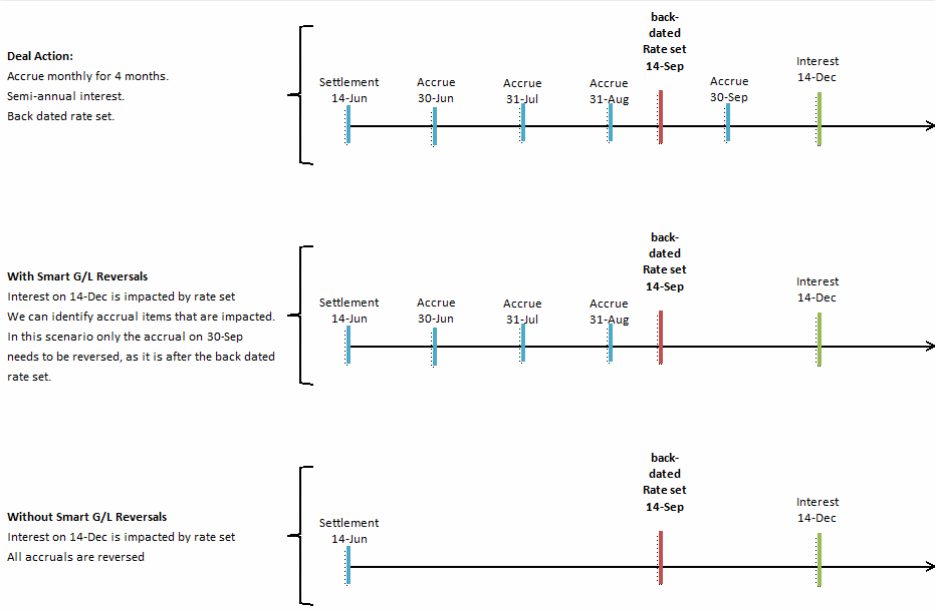 Deal Action:
Accrue monthly for 4 months.
Semi-annual interest.
Back dated rate set.
Settlement
14-Jun
Accrue
30-Jun
Accrue
31-Jul
Accrue
31-Aug
back-
dated
Rate set
14-Sep
Accrue
30-Sep
Interest
14-Dec
With Smart G/L Reversals
Interest on 14-Dec is impacted by rate set
We can identify accrual items that are impacted.
In this scenario only the accrual on 30-Sep
needs to be reversed, as it is after the back dated
rate set.
Settlement
14-Jun
Accrue
30-Jun
Accrue
31-Jul
Accrue
31-Aug
back-
dated
Rate set
14-Sep
Interest
14-Dec
Without Smart G/L Reversals
Interest on 14-Dec is impacted by rate set
All accruals are reversed
Settlement
14-Jun
back-
dated
Rate set
14-Sep
Interest
14-Dec